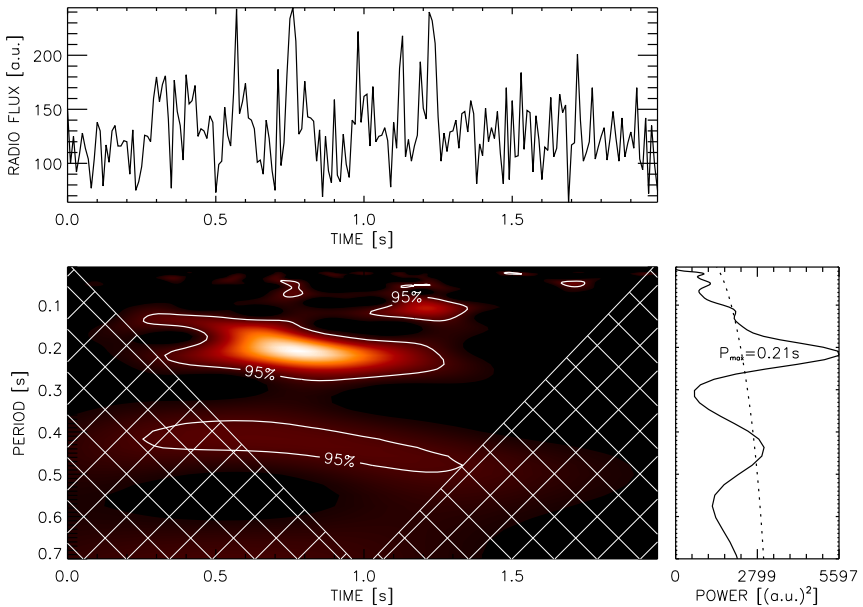 RADIO FLUX [a.u.]
200
150
100
0.0 0.5 1.0 1.5
TIME [s]
PERIOD [s]
0.1
0.2
0.3
0.4
0.5
0.6
0.7
95%
95%
95%
0.0 0.5 1.0 1.5
TIME [s]
P_max=0.21s
0 2799 5597
POWER [(a.u.)²]